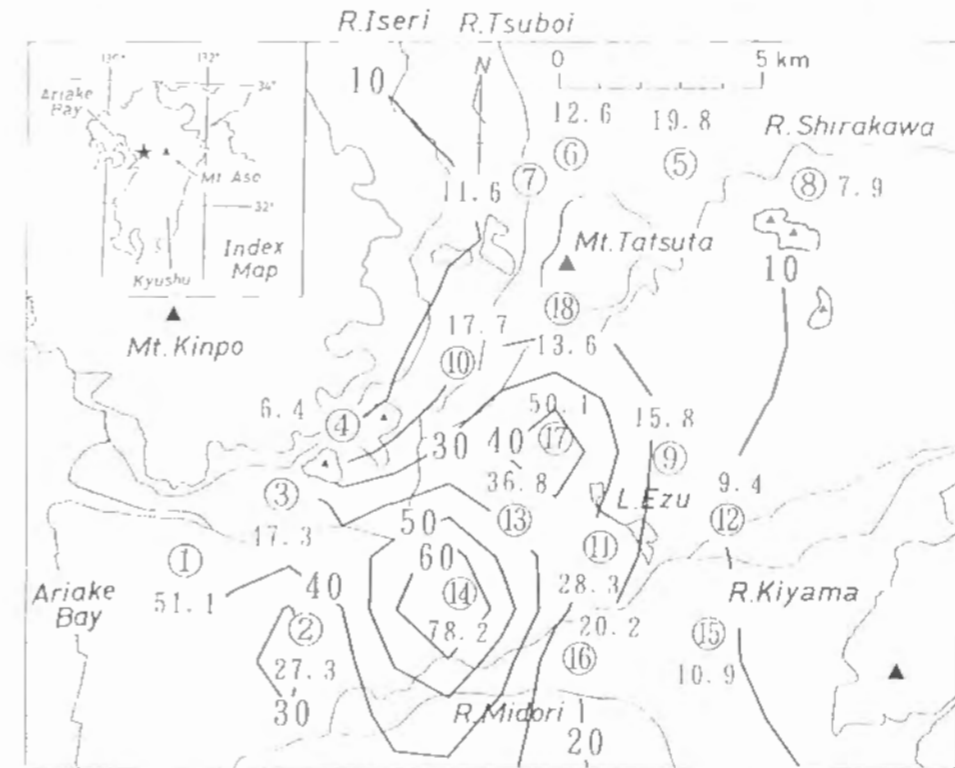 R.Iseri R.Tsuboi
130° 132°
34°
Ariake
Bay
Mt Aso
32°
Index
Map
Kyushu
N
0 5 km
10
12.6 19.8
R.Shirakawa
⑥ ⑤
⑦
⑧ 7.9
11.6
Mt.Tatsuta
10
⑱
Mt.Kinpo
17.7
13.6
⑩
6.4
④
50.1
15.8
30 40 ⑰
⑨
36.8
9.4
③
L.Ezu
50
⑬
⑫
17.3
①
60
⑪
Ariake
Bay
51.1
40
⑭
28.3
R.Kiyama
②
78.2
20.2
⑮
27.3
⑯
10.9
30
R.Midori
20